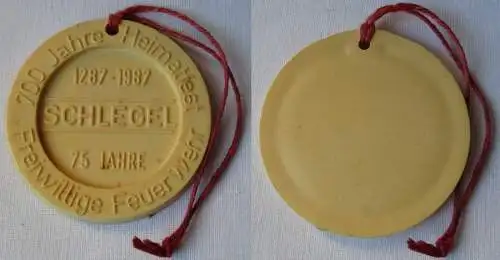 700 Jahre Heimatfest
1287-1987
SCHLEGEL
75 JAHRE
Freiwillige Feuerwehr